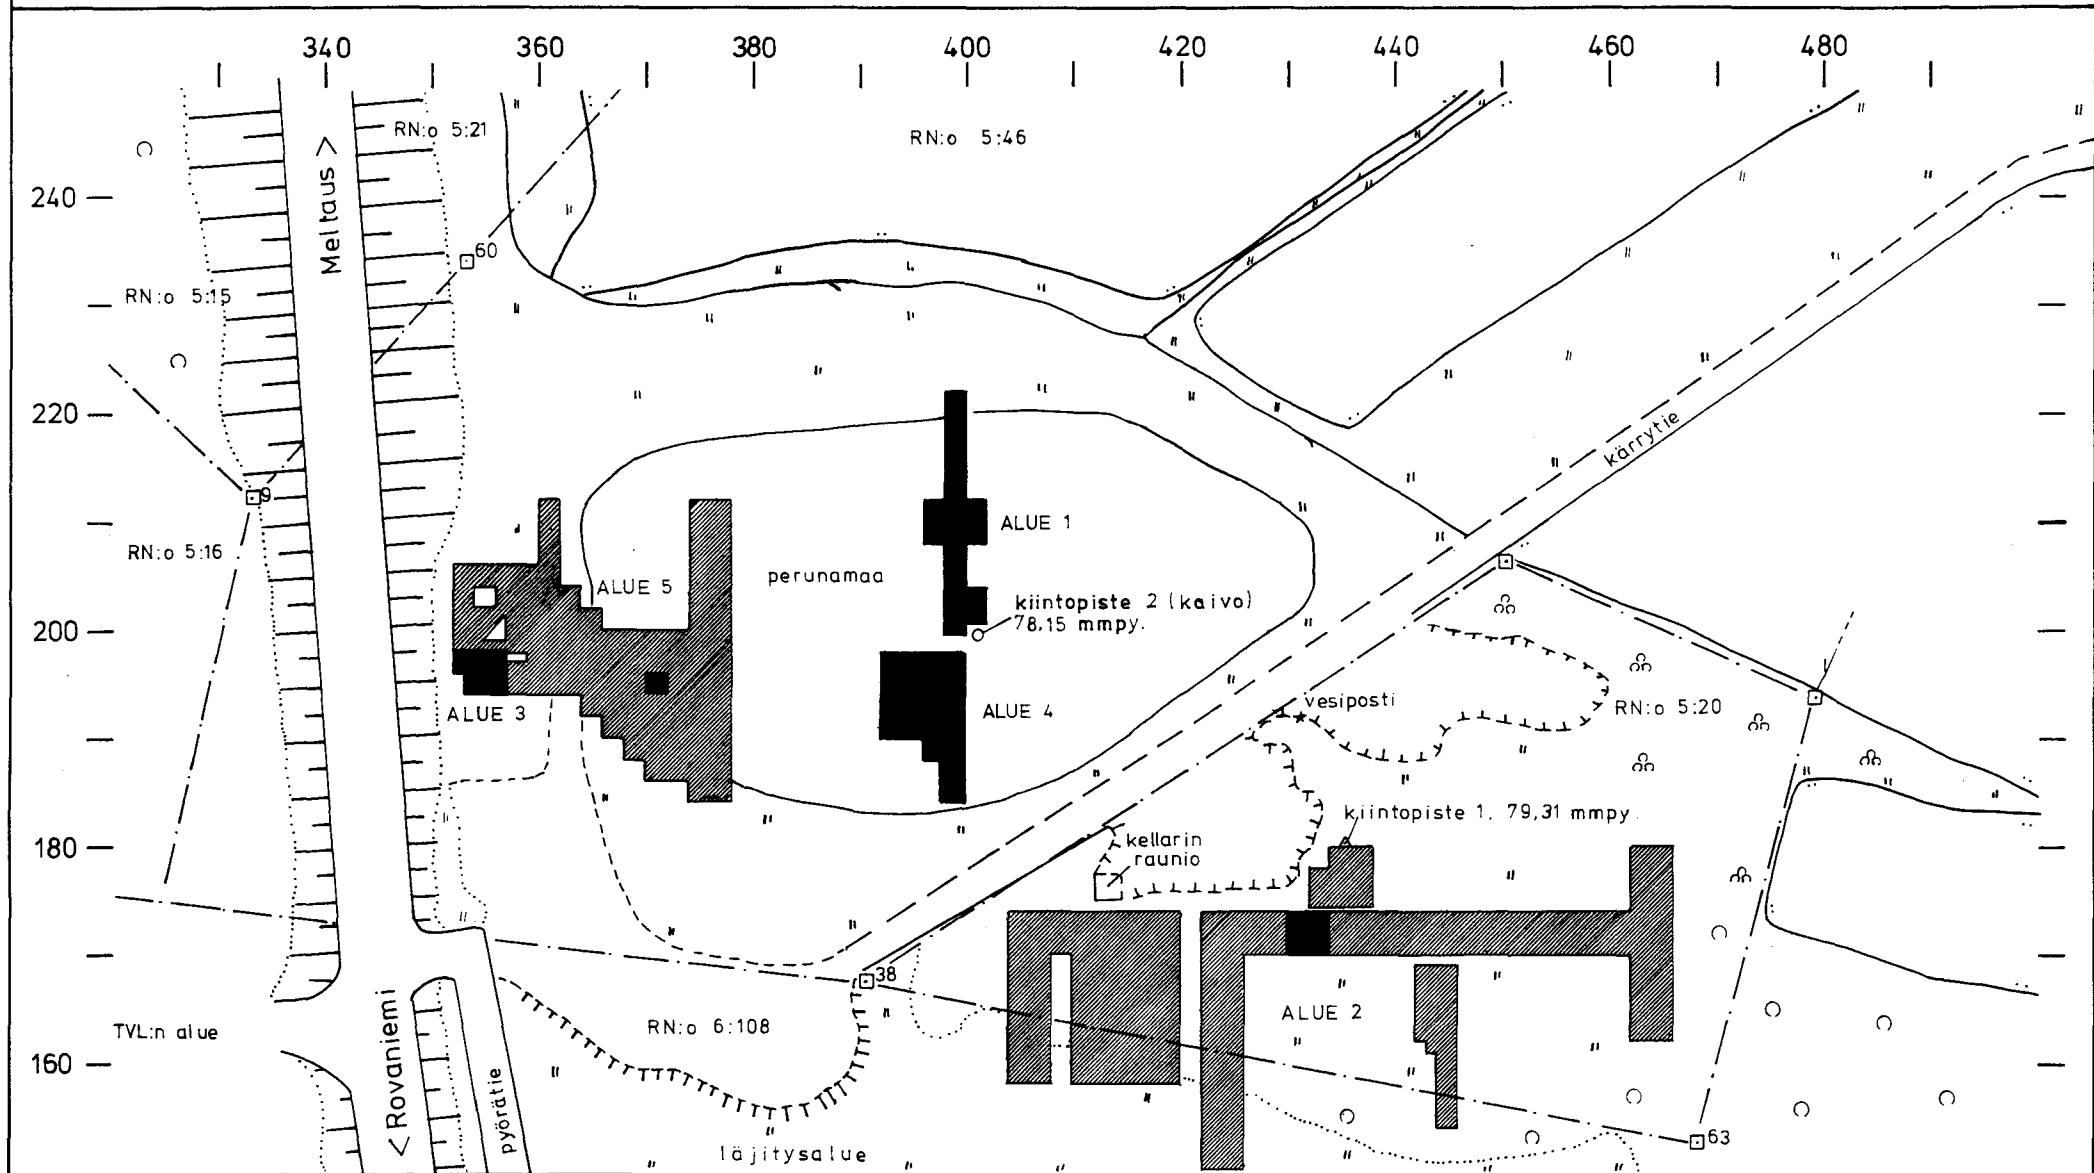 340 360 380 400 420 440 460 480
RN:o 5:21
RN:o 5:46
Meltaus >
240
60
RN:o 5:15
220
kärrytie
9
RN:o 5:16
ALUE 1
perunamaa
ALUE 5
kiintopiste 2 (kaivo)
78,15 mmpy.
200
vesiposti
RN:o 5:20
ALUE 3
ALUE 4
kiintopiste 1, 79,31 mmpy.
180
kellarin
raunio
38
ALUE 2
RN:o 6:108
TVL:n alue
160
< Rovaniemi
pyörätie
63
läjitysalue